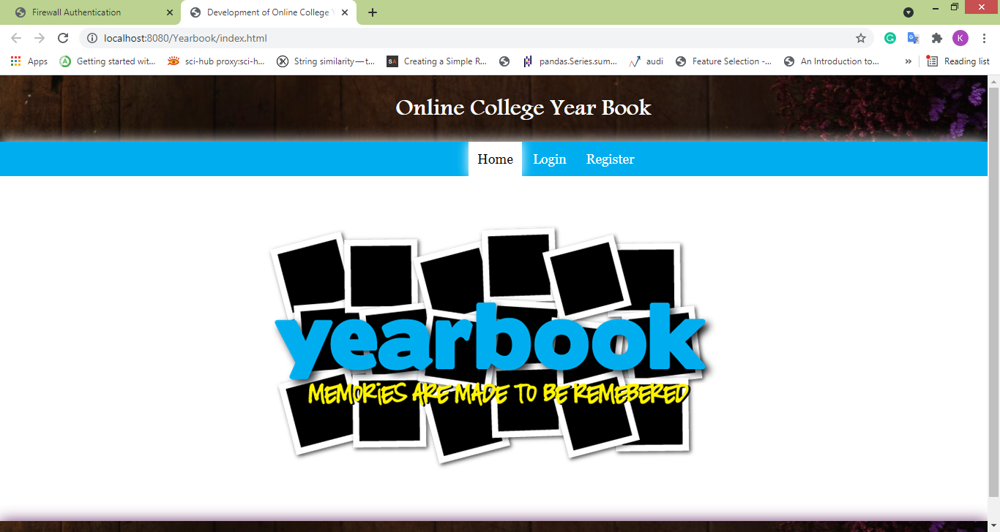 Firewall Authentication
Development of Online College Y
localhost:8080/Yearbook/index.html
G
K
Apps
Getting started wit...
sci-hub proxy:sci-h...
String similarity — t...
SA
Creating a Simple R...
pandas.Series.sum...
audi
Feature Selection -...
An Introduction to...
»
Reading list
Online College Year Book
Home
Login
Register
yearbook
MEMORIES ARE MADE TO BE REMEBERED